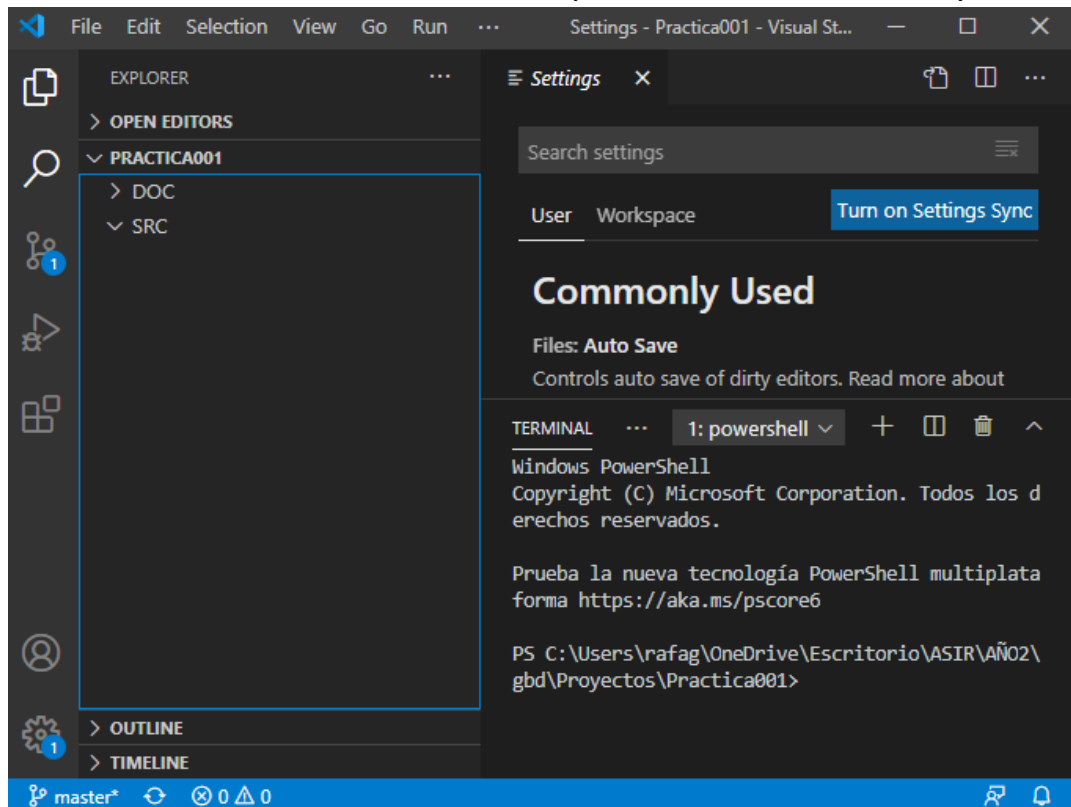 File Edit Selection View Go Run ··· Settings - Practica001 - Visual St...
EXPLORER ···
OPEN EDITORS
PRACTICA001
DOC
SRC
1
1
OUTLINE
TIMELINE
Settings
Search settings
User Workspace Turn on Settings Sync
Commonly Used
Files: Auto Save
Controls auto save of dirty editors. Read more about
TERMINAL ··· 1: powershell
Windows PowerShell
Copyright (C) Microsoft Corporation. Todos los d
erechos reservados.
Prueba la nueva tecnología PowerShell multiplata
forma https://aka.ms/pscore6
PS C:\Users\rafag\OneDrive\Escritorio\ASIR\AÑO2\
gbd\Proyectos\Practica001>
master* 0 0